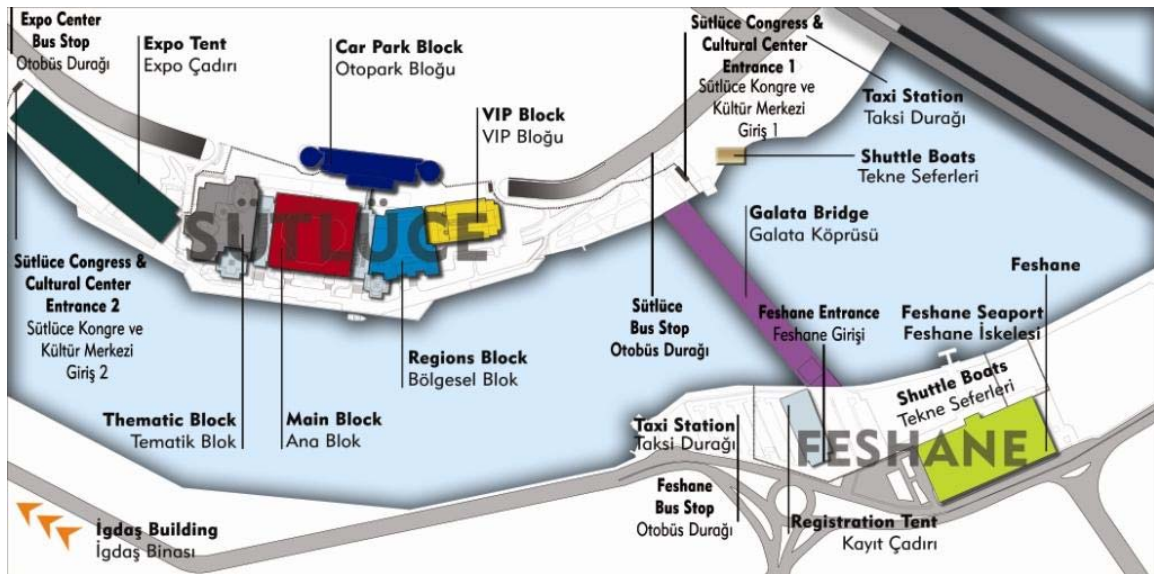 Expo Center
Bus Stop
Otobüs Durağı
Expo Tent
Expo Çadırı
Car Park Block
Otopark Bloğu
VIP Block
VIP Bloğu
Sütlüce Congress &
Cultural Center
Entrance 1
Sütlüce Kongre ve
Kültür Merkezi
Giriş 1
Taxi Station
Taksi Durağı
Shuttle Boats
Tekne Seferleri
Galata Bridge
Galata Köprüsü
SÜTLÜCE
Sütlüce Congress &
Cultural Center
Entrance 2
Sütlüce Kongre ve
Kültür Merkezi
Giriş 2
Thematic Block
Tematik Blok
Main Block
Ana Blok
Regions Block
Bölgesel Blok
Sütlüce
Bus Stop
Otobüs Durağı
Feshane Entrance
Feshane Girişi
Feshane
Feshane Seaport
Feshane İskelesi
Shuttle Boats
Tekne Seferleri
Taxi Station
Taksi Durağı
FESHANE
Feshane
Bus Stop
Otobüs Durağı
Registration Tent
Kayıt Çadırı
İgdaş Building
İgdaş Binası